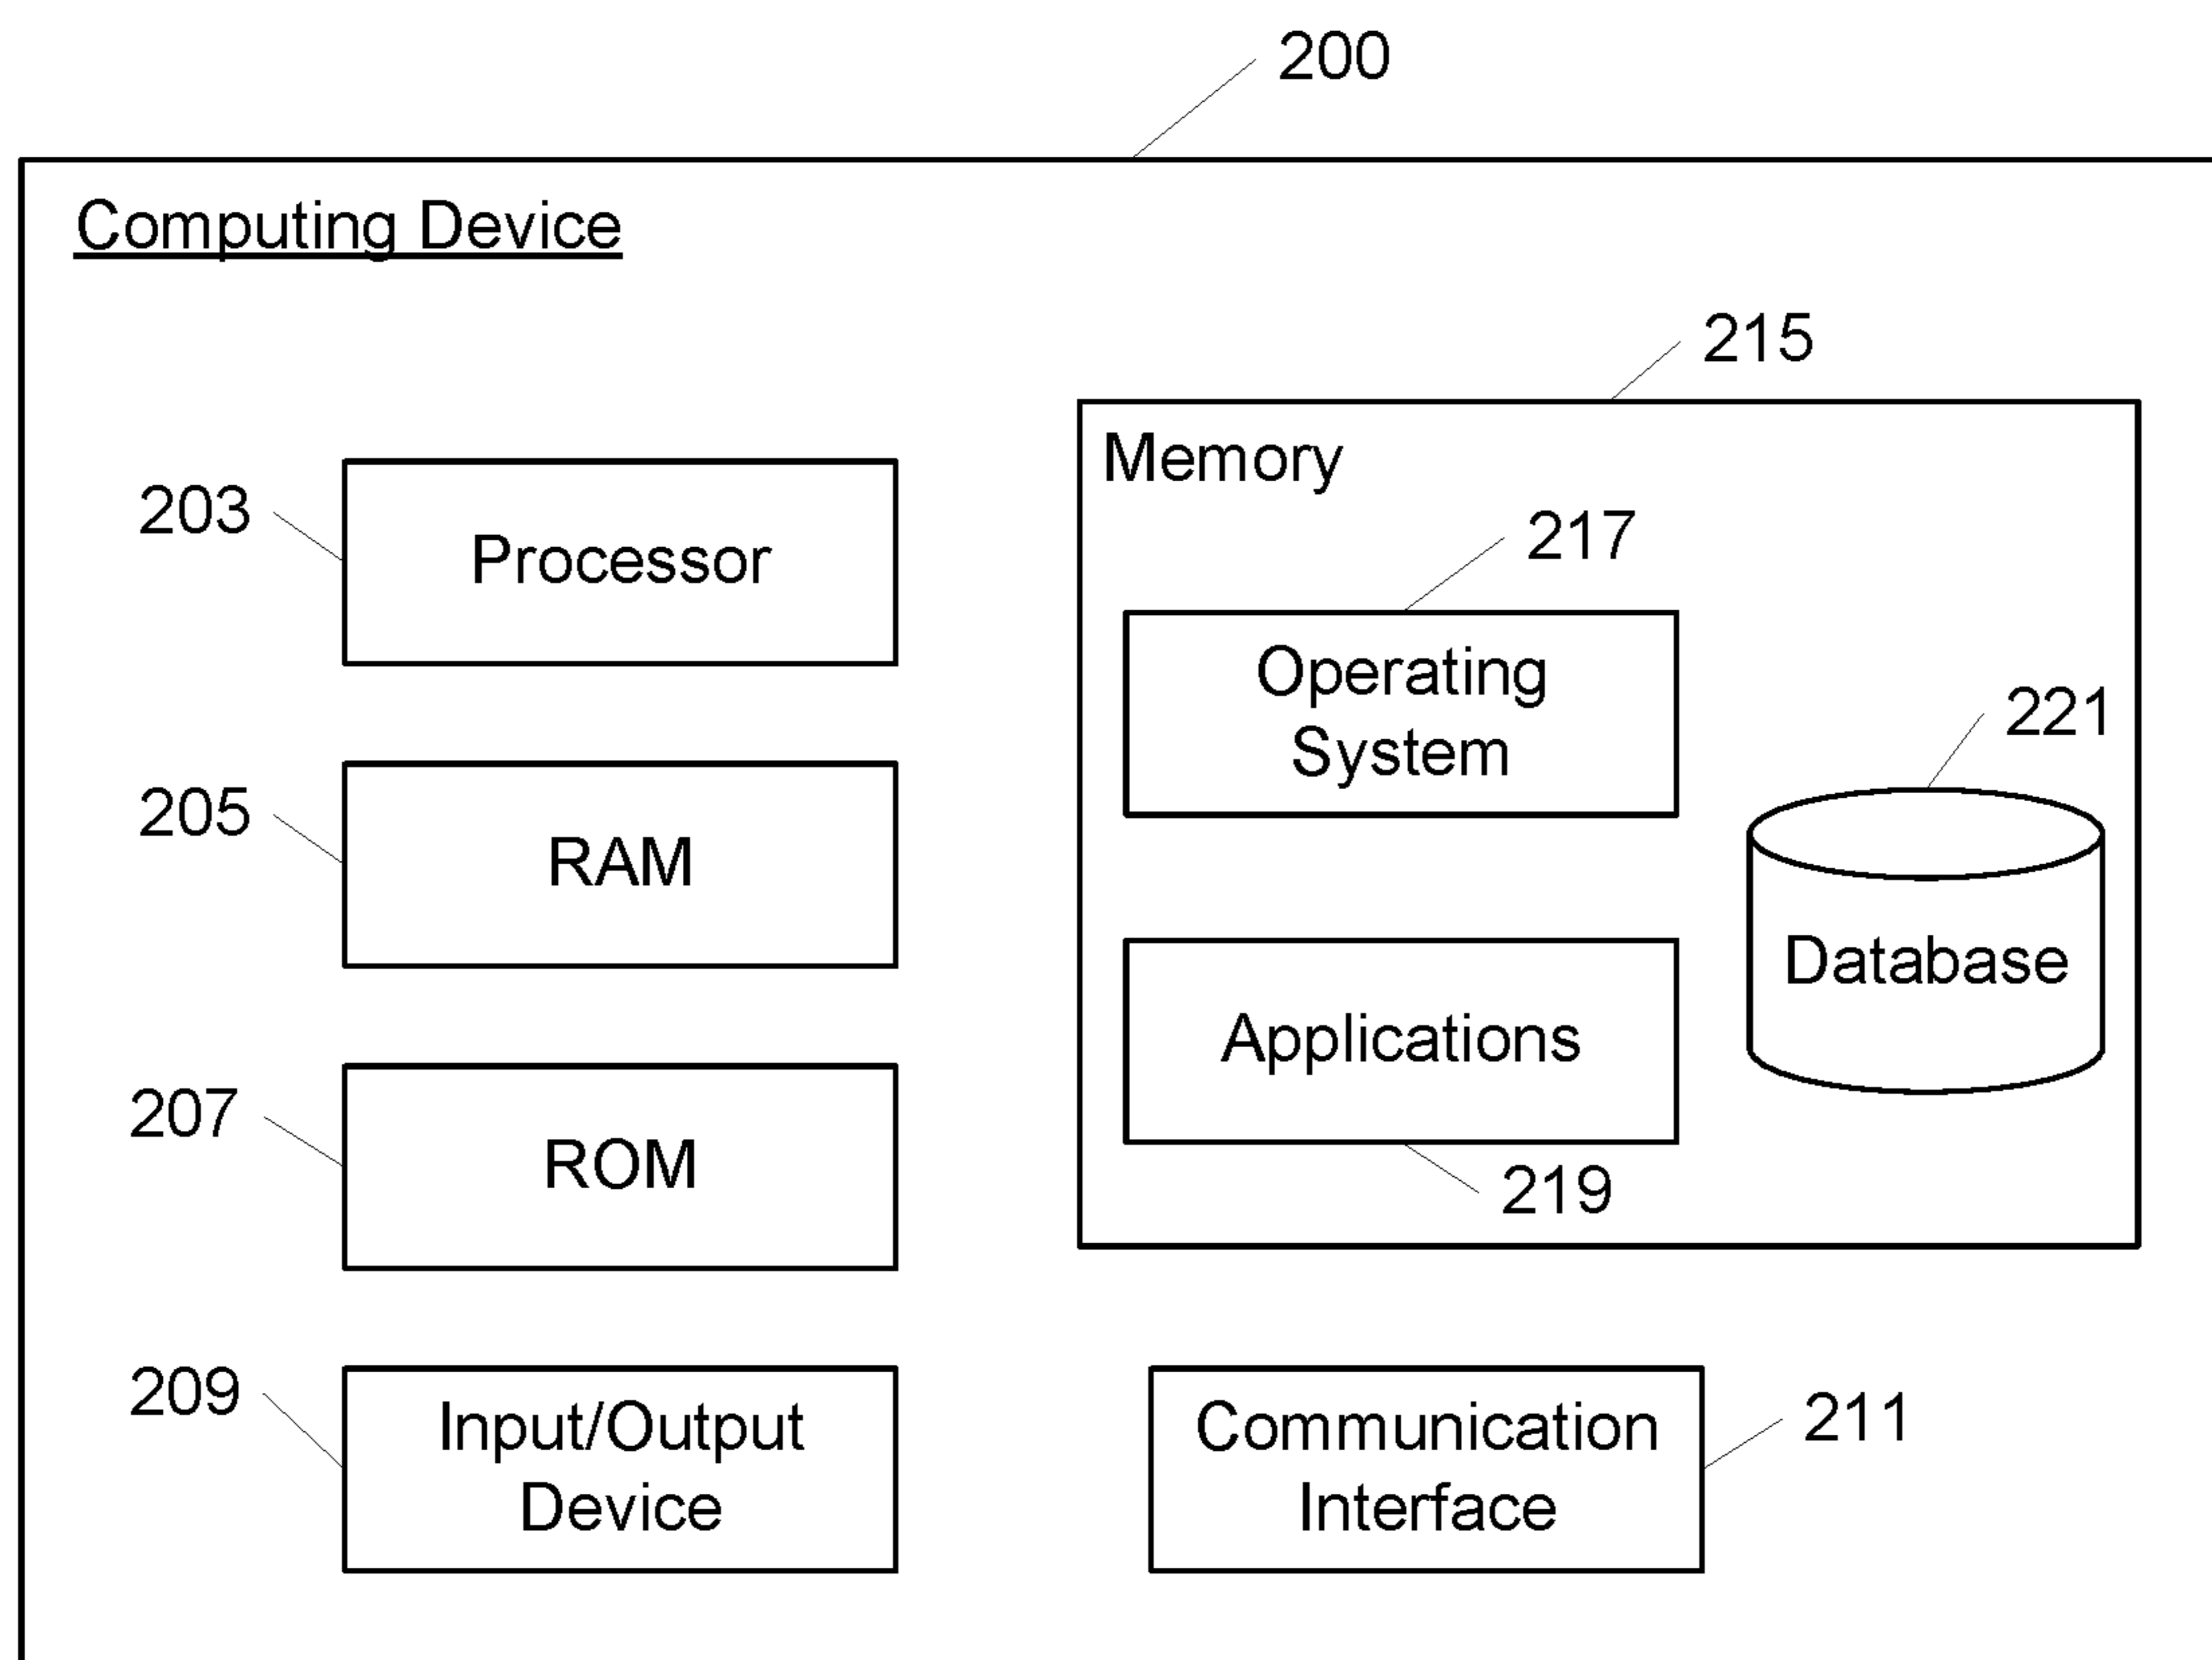 200
Computing Device
215
Memory
203
Processor
217
Operating
System
221
205
RAM
Database
Applications
207
ROM
219
209
Input/Output
Device
Communication
Interface
211